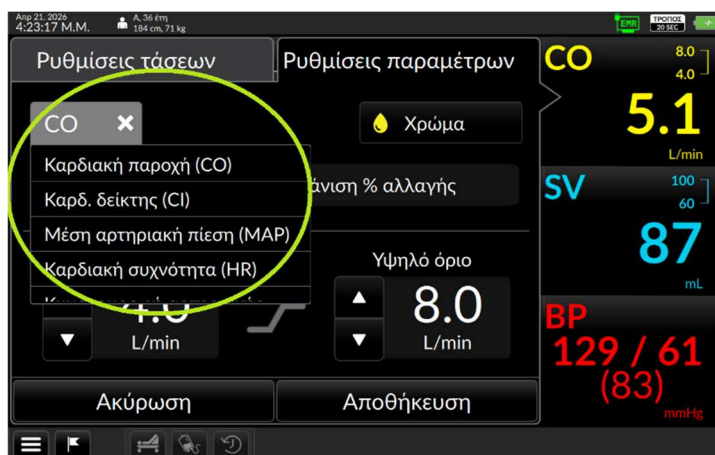 Απρ 21, 2026
4:23:17 Μ.Μ.
Α, 36 έτη
184 cm, 71 kg
EMR
ΤΡΟΠΟΣ
20 SEC
Ρυθμίσεις τάσεων
Ρυθμίσεις παραμέτρων
CO
Χρώμα
Καρδιακή παροχή (CO)
Καρδ. δείκτης (CI)
Μέση αρτηριακή πίεση (MAP)
Καρδιακή συχνότητα (HR)
% αλλαγής
Υψηλό όριο
4.0
L/min
8.0
L/min
Ακύρωση
Αποθήκευση
CO
8.0
4.0
5.1
L/min
SV
100
60
87
mL
BP
129 / 61
(83)
mmHg